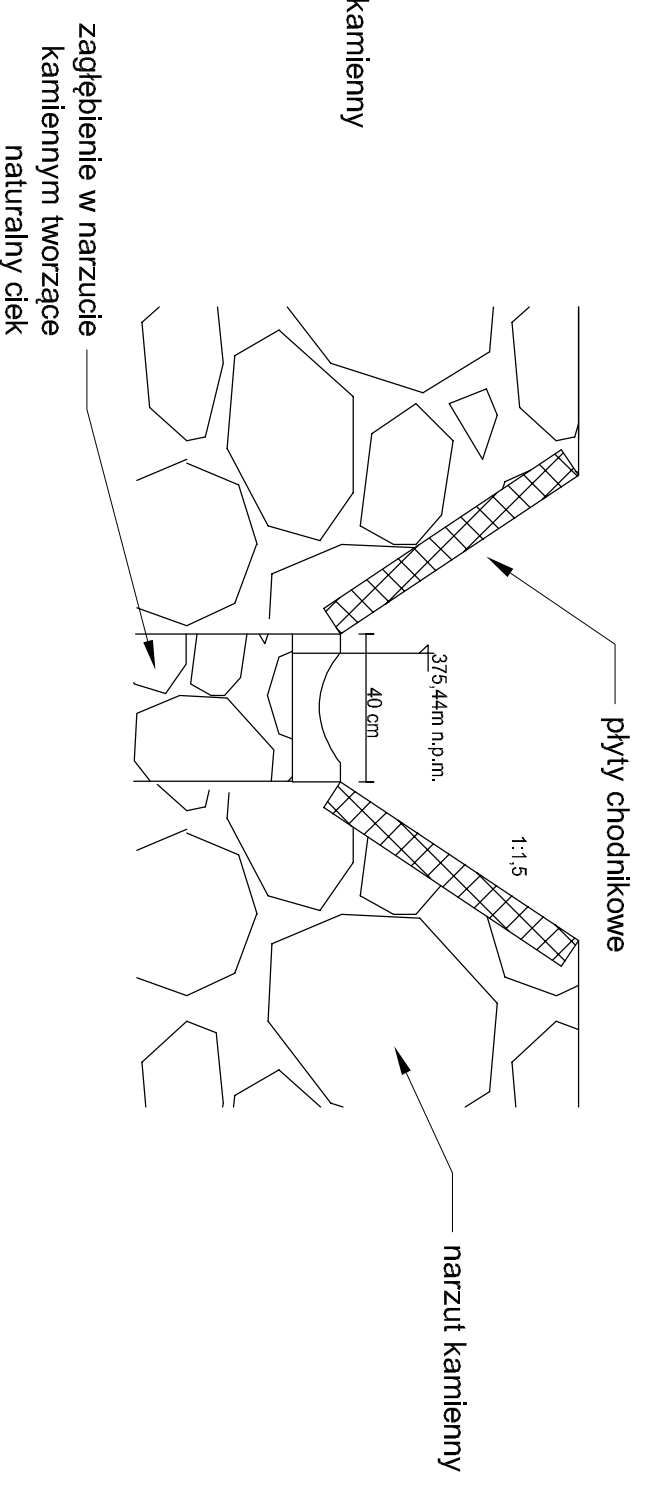 płyty chodnikowe
1:1,5
375,44m n.p.m.
40 cm
kamienny
narzut kamienny
zagłębienie w narzucie
kamiennym tworzące
naturalny ciek